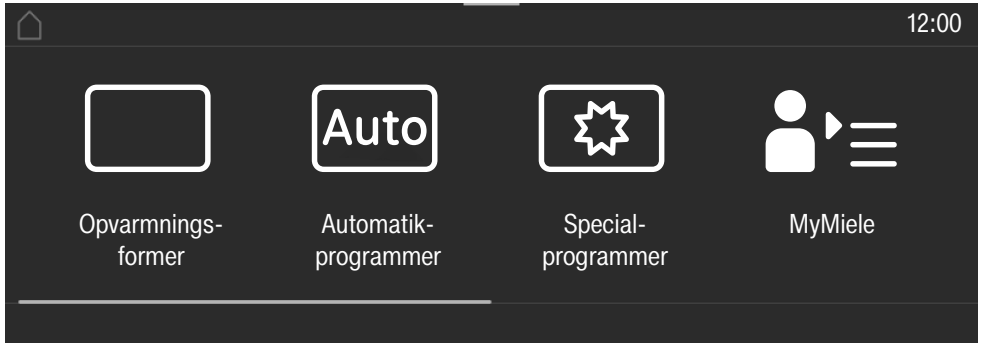 12:00
Auto
Opvarmnings-
former
Automatik-
programmer
Special-
programmer
MyMiele